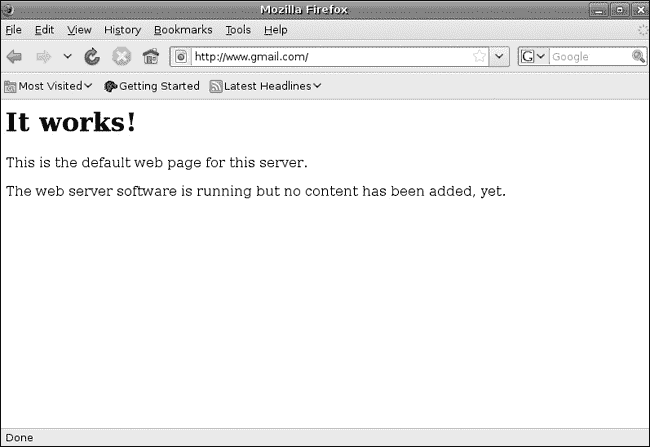 Mozilla Firefox
File Edit View History Bookmarks Tools Help
http://www.gmail.com/ G Google
Most Visited Getting Started Latest Headlines
It works!
This is the default web page for this server.
The web server software is running but no content has been added, yet.
Done